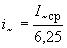 i~ = I~ср / 6,25